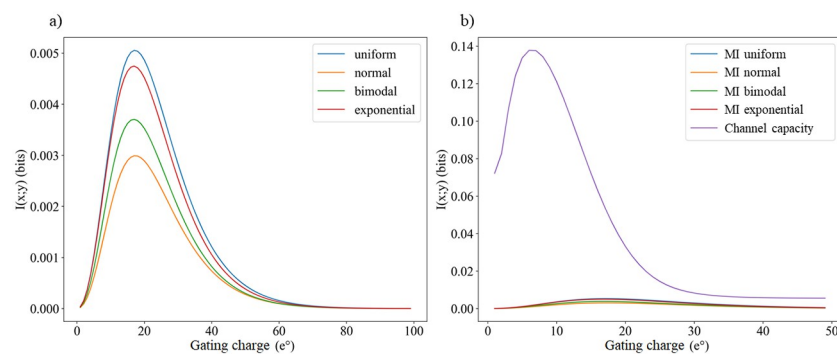 a)
I(x;y) (bits)
0.005
0.004
0.003
0.002
0.001
0.000
0
20
40
60
80
100
Gating charge (e°)
uniform
normal
bimodal
exponential
b)
I(x;y) (bits)
0.14
0.12
0.10
0.08
0.06
0.04
0.02
0.00
0
10
20
30
40
50
Gating charge (e°)
MI uniform
MI normal
MI bimodal
MI exponential
Channel capacity